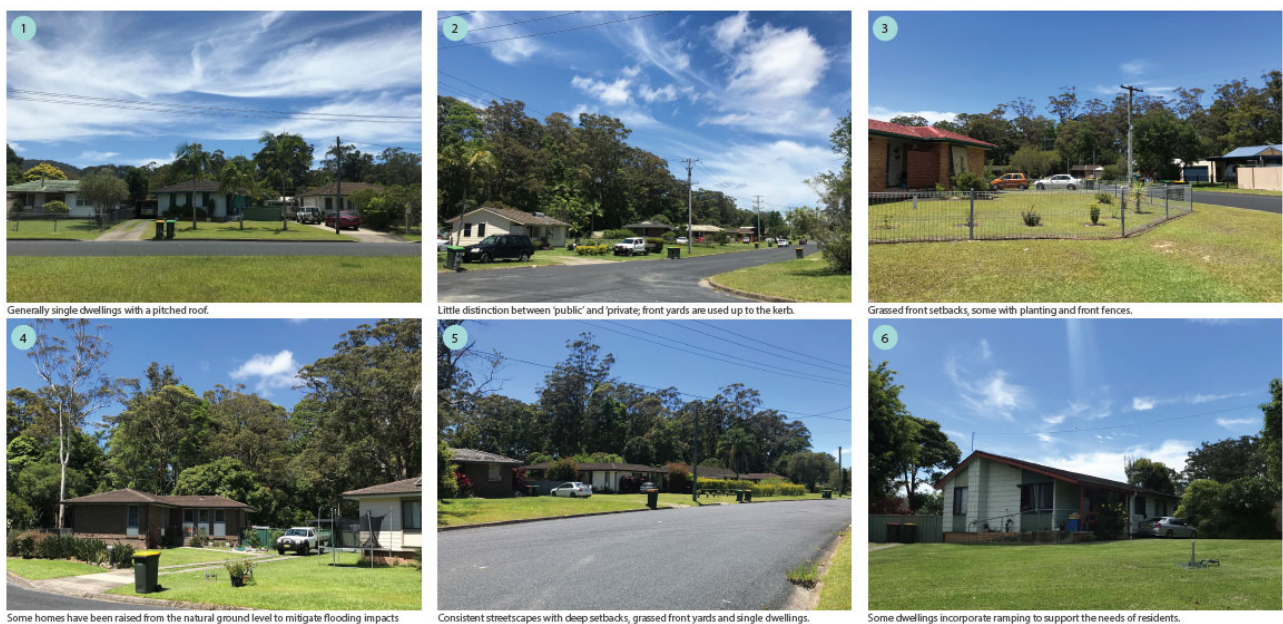 1
2
3
Generally single dwellings with a pitched roof.
Little distinction between 'public' and 'private; front yards are used up to the kerb.
Grassed front setbacks, some with planting and front fences.
4
5
6
Some homes have been raised from the natural ground level to mitigate flooding impacts
Consistent streetscapes with deep setbacks, grassed front yards and single dwellings.
Some dwellings incorporate ramping to support the needs of residents.